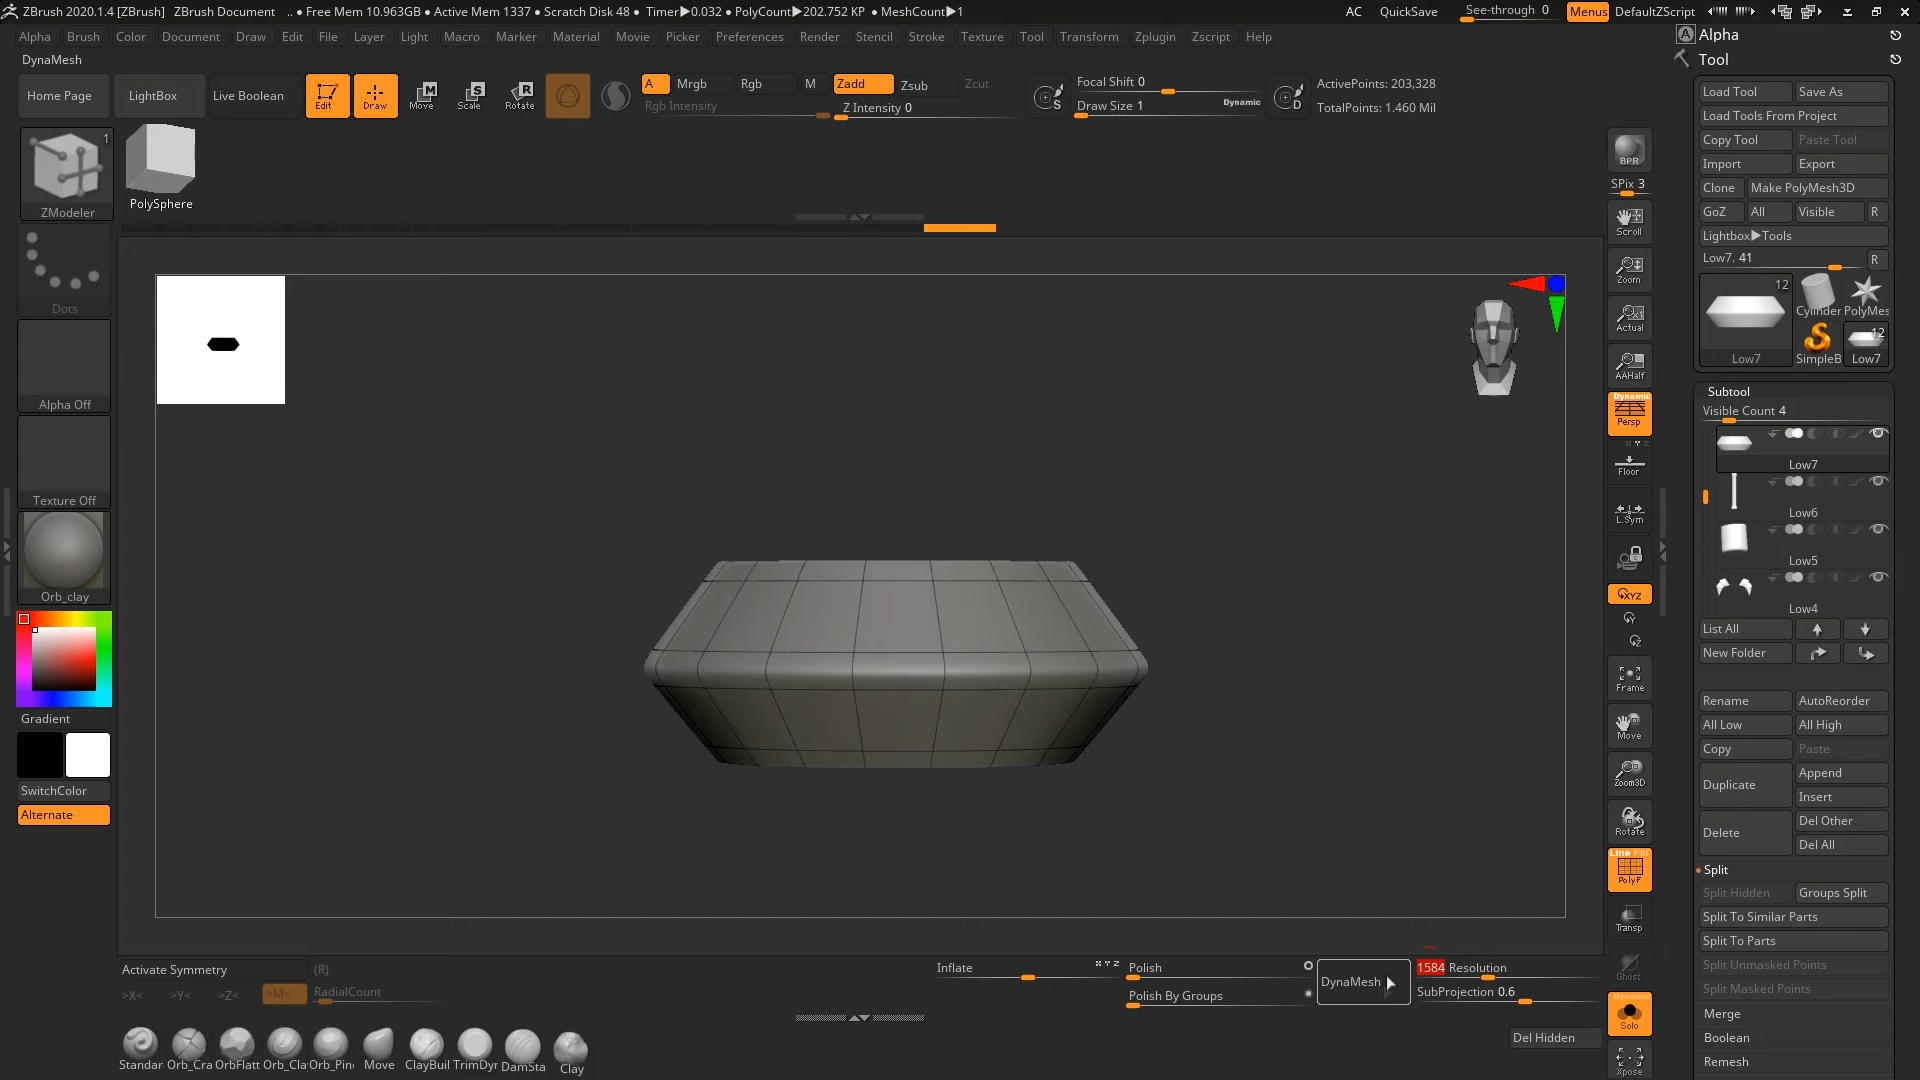 ZBrush 2020.1.4 [ZBrush] ZBrush Document .. • Free Mem 10.963GB • Active Mem 1337 • Scratch Disk 48 • Timer▶0.032 • PolyCount▶202.752 KP • MeshCount▶1 AC QuickSave See-through 0 Menus DefaultZScript
Alpha Brush Color Document Draw Edit File Layer Light Macro Marker Material Movie Picker Preferences Render Stencil Stroke Texture Tool Transform Zplugin Zscript Help
DynaMesh
Home Page LightBox Live Boolean Edit Draw Move Scale Rotate
A Mrgb Rgb M Zadd Zsub Zcut
Rgb Intensity Z Intensity 0
Focal Shift 0
Draw Size 1 Dynamic
ActivePoints: 203,328
TotalPoints: 1.460 Mil
1
ZModeler
PolySphere
Dots
Alpha Off
Texture Off
Orb_clay
Gradient
SwitchColor
Alternate
BPR
SPix 3
Scroll
Zoom
Actual
AAHalf
Dynamic
Persp
Floor
L.Sym
XYZ
Frame
Move
Zoom3D
Rotate
Line Fill
PolyF
Transp
Ghost
Dynamic
Solo
Xpose
Alpha
Tool
Load Tool Save As
Load Tools From Project
Copy Tool Paste Tool
Import Export
Clone Make PolyMesh3D
GoZ All Visible R
Lightbox▶Tools
Low7. 41 R
12
Cylinder PolyMes
12
Low7 SimpleB Low7
Subtool
Visible Count 4
Low7
Low6
Low5
Low4
List All
New Folder
Rename AutoReorder
All Low All High
Copy Paste
Duplicate Append
Insert
Delete Del Other
Del All
Split
Split Hidden Groups Split
Split To Similar Parts
Split To Parts
Split Unmasked Points
Split Masked Points
Merge
Boolean
Remesh
Activate Symmetry (R)
>X< >Y< >Z< >M< RadialCount
Inflate X Y Z Polish
Polish By Groups
DynaMesh
1584 Resolution
SubProjection 0.6
Del Hidden
Standar Orb_Cra OrbFlatt Orb_Cla Orb_Pin Move ClayBuil TrimDyr DamSta Clay